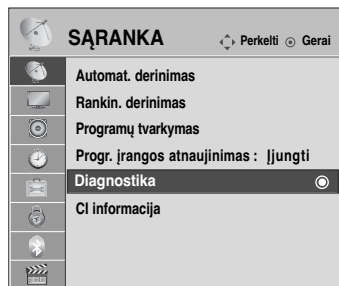 SĄRANKA Perkelti Gerai
Automat. derinimas
Rankin. derinimas
Programų tvarkymas
Progr. įrangos atnaujinimas : Įjungti
Diagnostika
CI informacija